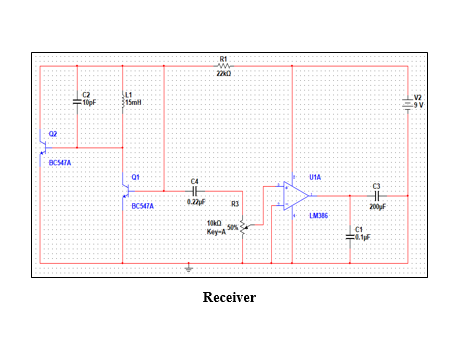 R1
22kΩ
C2
10pF
L1
15mH
V2
9 V
Q2
BC547A
Q1
BC547A
C4
0.22µF
R3
10kΩ
50%
Key=A
U1A
LM386
C3
200µF
C1
0.1µF
Receiver